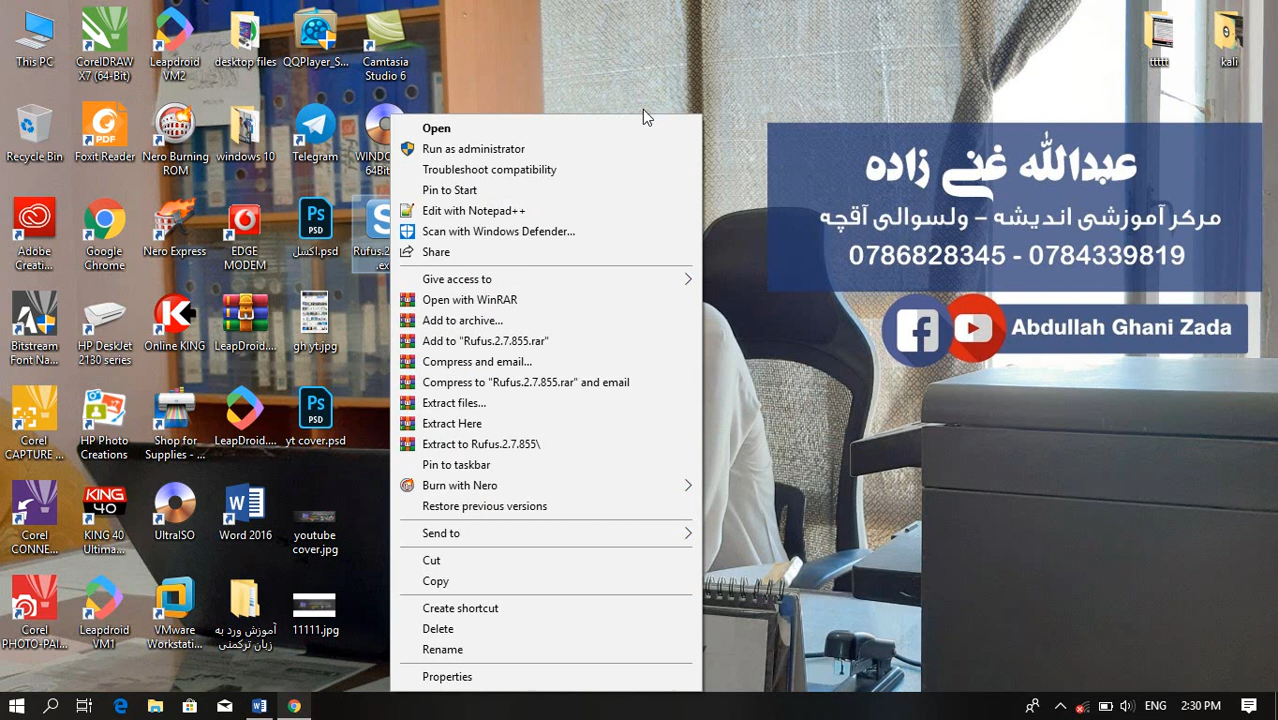 This PC
CorelDRAW
X7 (64-Bit)
Leapdroid
VM2
desktop files
QQPlayer_S...
Camtasia
Studio 6
ttttt
kali
Recycle Bin
Foxit Reader
Nero Burning
ROM
windows 10
Telegram
64Bit
Adobe
Creati...
Google
Chrome
Nero Express
EDGE
MODEM
اکسل.psd
Rufus.2.
Bitstream
Font Na...
HP DeskJet
2130 series
Online KING
LeapDroid....
gh yt.jpg
Corel
CAPTURE ...
HP Photo
Creations
Shop for
Supplies - ...
LeapDroid....
yt cover.psd
Corel
CONNE...
KING 40
Ultima...
UltraISO
Word 2016
youtube
cover.jpg
Corel
PHOTO-PAI...
Leapdroid
VM1
VMware
Workstati...
آموزش ورد به
زبان ترکمنی
11111.jpg
Open
Run as administrator
Troubleshoot compatibility
Pin to Start
Edit with Notepad++
Scan with Windows Defender...
Share
Give access to
Open with WinRAR
Add to archive...
Add to "Rufus.2.7.855.rar"
Compress and email...
Compress to "Rufus.2.7.855.rar" and email
Extract files...
Extract Here
Extract to Rufus.2.7.855\
Pin to taskbar
Burn with Nero
Restore previous versions
Send to
Cut
Copy
Create shortcut
Delete
Rename
Properties
عبدالله غنی زاده
مرکز آموزشی اندیشه – ولسوالی آقچه
0786828345 - 0784339819
Abdullah Ghani Zada
ENG
2:30 PM